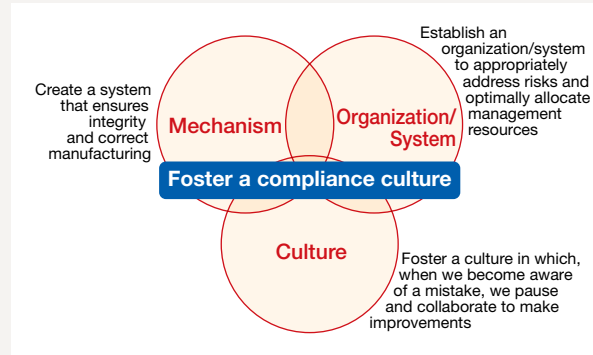 Establish an
organization/system
to appropriately
address risks and
optimally allocate
management
resources
Create a system
that ensures
integrity
and correct
manufacturing
Mechanism
Organization/
System
Foster a compliance culture
Culture
Foster a culture in which,
when we become aware
of a mistake, we pause
and collaborate to make
improvements